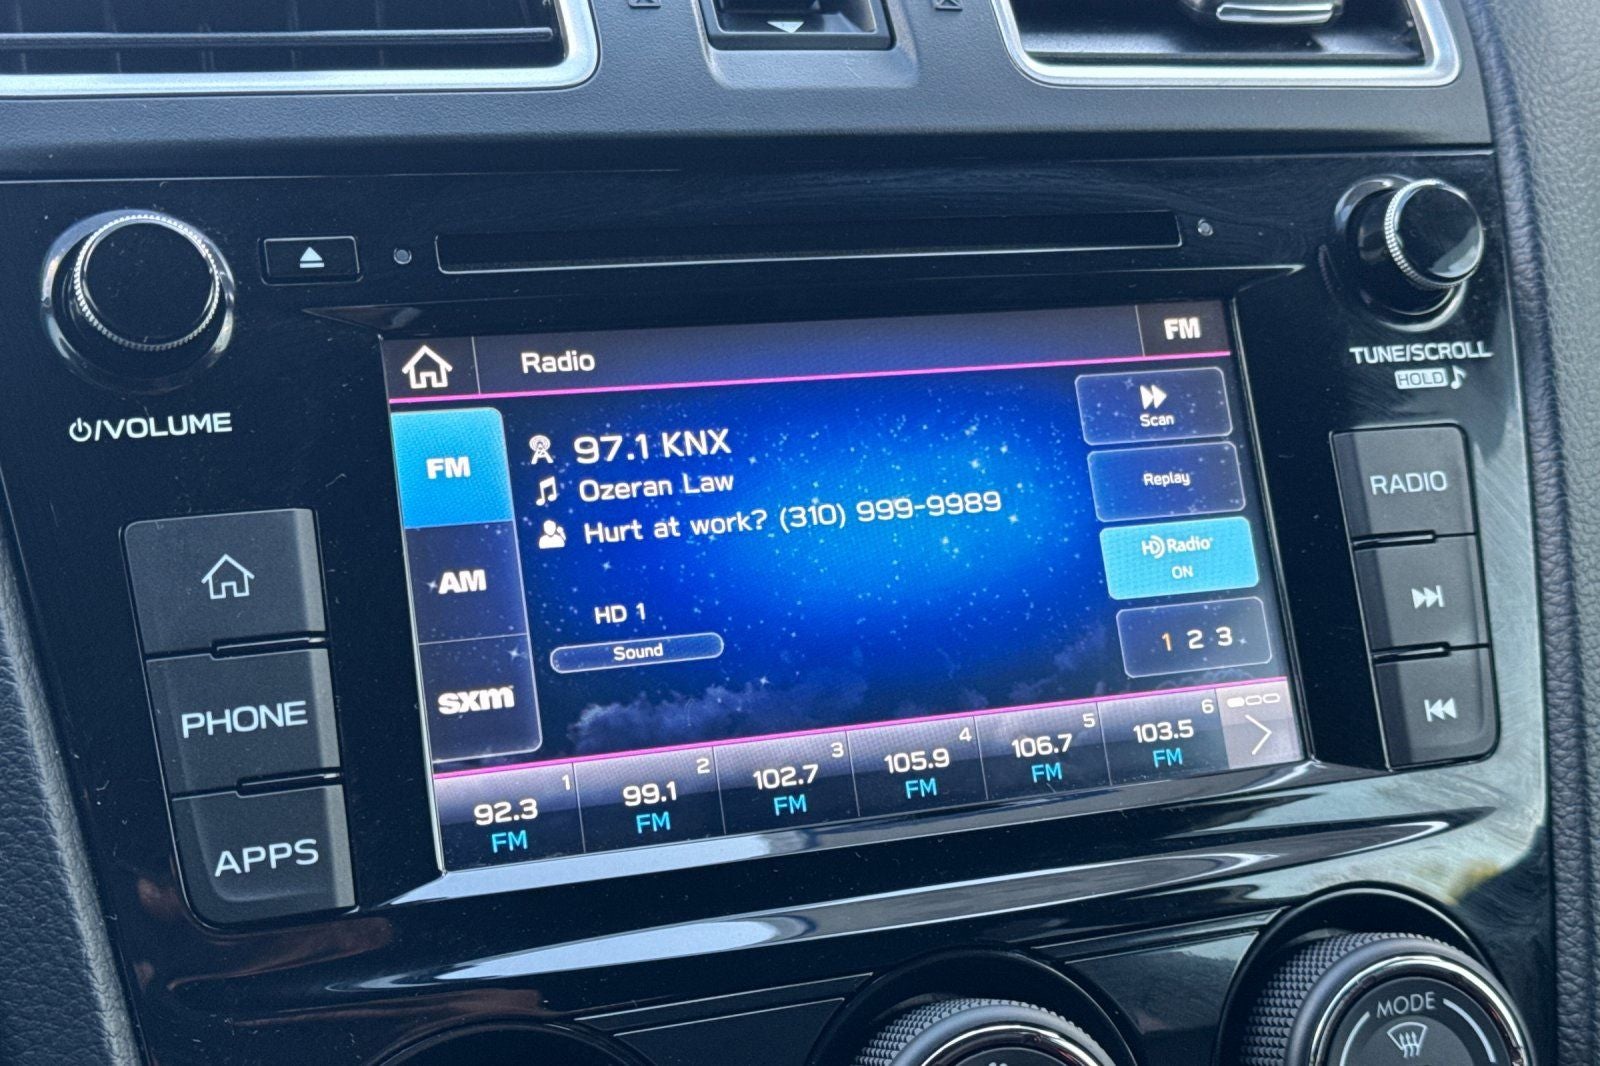 ⏻/VOLUME
TUNE/SCROLL
HOLD
Radio
FM
FM
AM
sxm
97.1 KNX
Ozeran Law
Hurt at work? (310) 999-9989
HD 1
Sound
Scan
Replay
HD Radio
ON
1 2 3
1
92.3
FM
2
99.1
FM
3
102.7
FM
4
105.9
FM
5
106.7
FM
6
103.5
FM
PHONE
APPS
RADIO
MODE